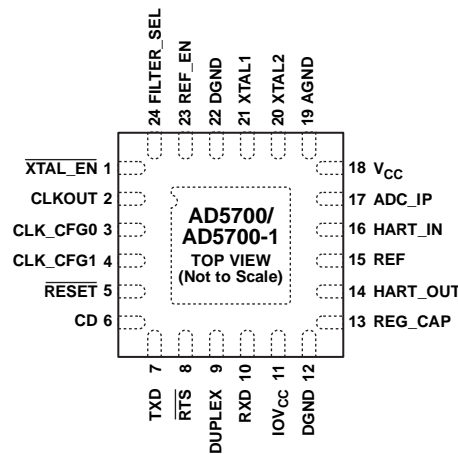 24 FILTER_SEL
23 REF_EN
22 DGND
21 XTAL1
20 XTAL2
19 AGND
XTAL_EN 1
CLKOUT 2
CLK_CFG0 3
CLK_CFG1 4
RESET 5
CD 6
AD5700/
AD5700-1
TOP VIEW
(Not to Scale)
18 VCC
17 ADC_IP
16 HART_IN
15 REF
14 HART_OUT
13 REG_CAP
TXD 7
RTS 8
DUPLEX 9
RXD 10
IOVCC 11
DGND 12